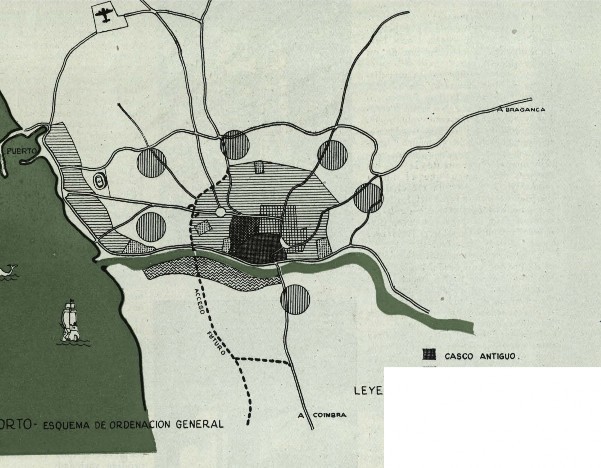 PUERTO
A BRAGANCA
ACCESO FUTURO
CASCO ANTIGUO.
LEYE
A COIMBRA
ORTO - ESQUEMA DE ORDENACION GENERAL